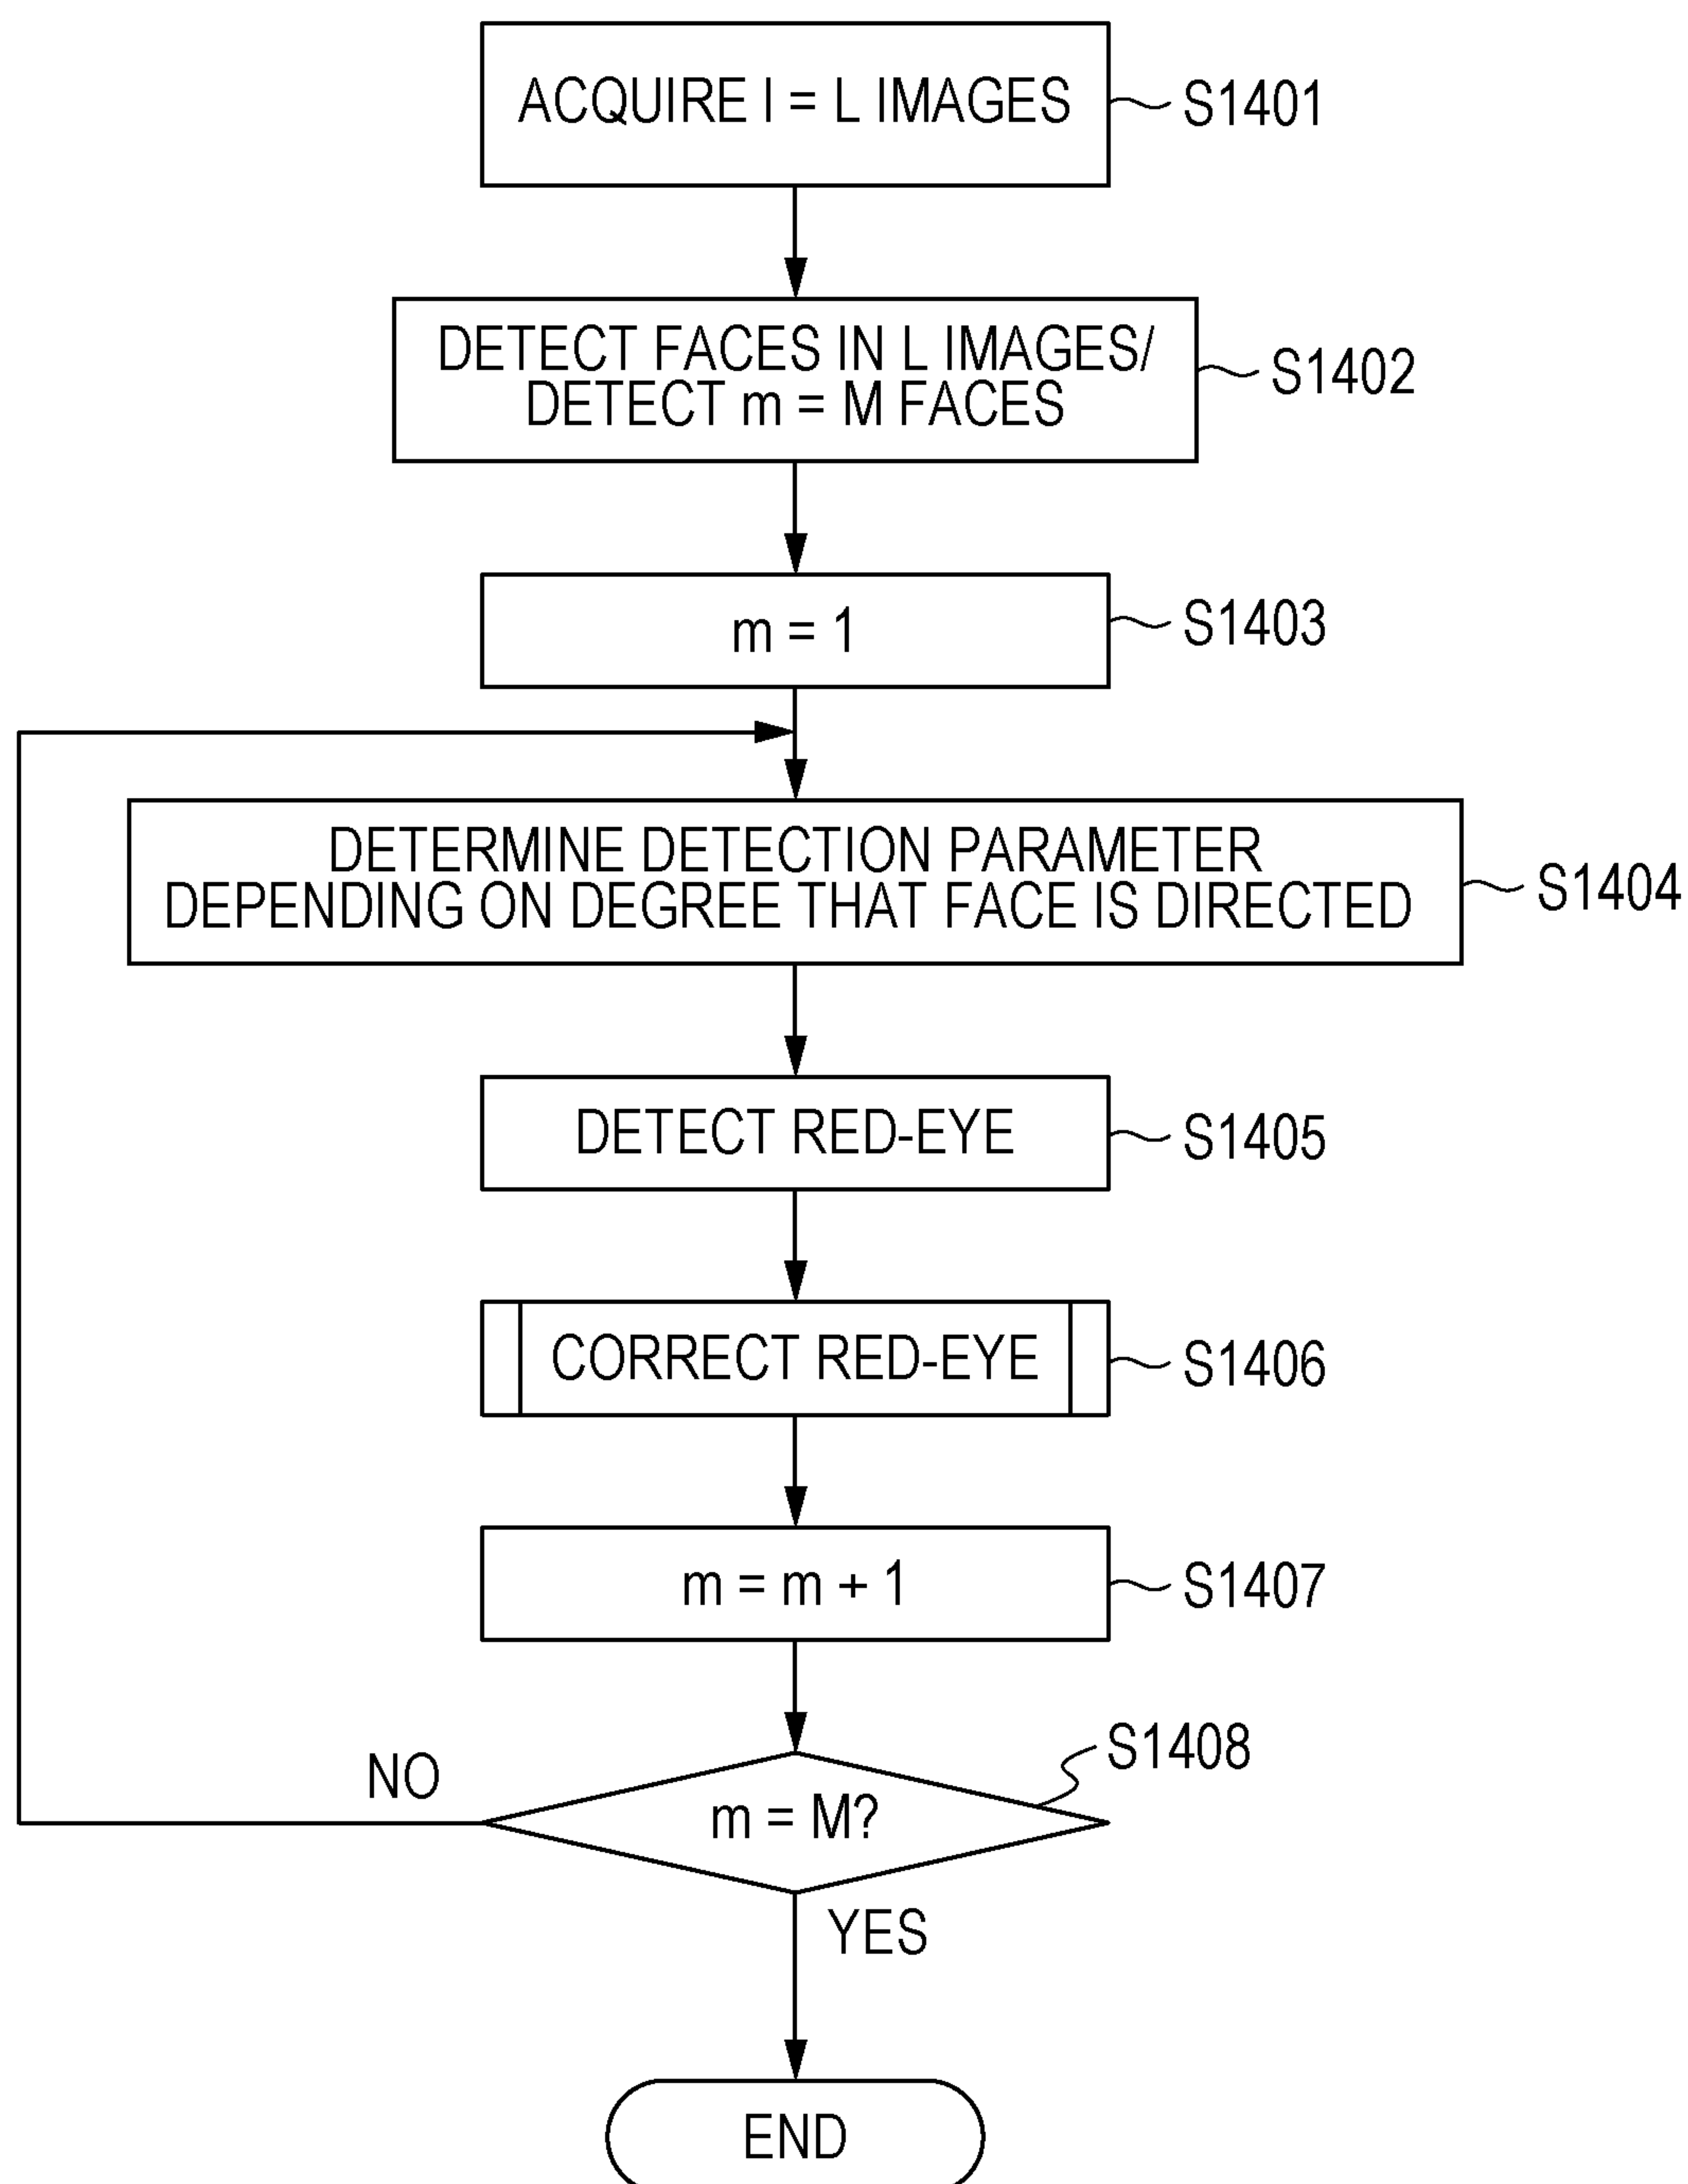 ACQUIRE I = L IMAGES
S1401
DETECT FACES IN L IMAGES/
DETECT m = M FACES
S1402
m = 1
S1403
DETERMINE DETECTION PARAMETER
DEPENDING ON DEGREE THAT FACE IS DIRECTED
S1404
DETECT RED-EYE
S1405
CORRECT RED-EYE
S1406
m = m + 1
S1407
S1408
NO
m = M?
YES
END